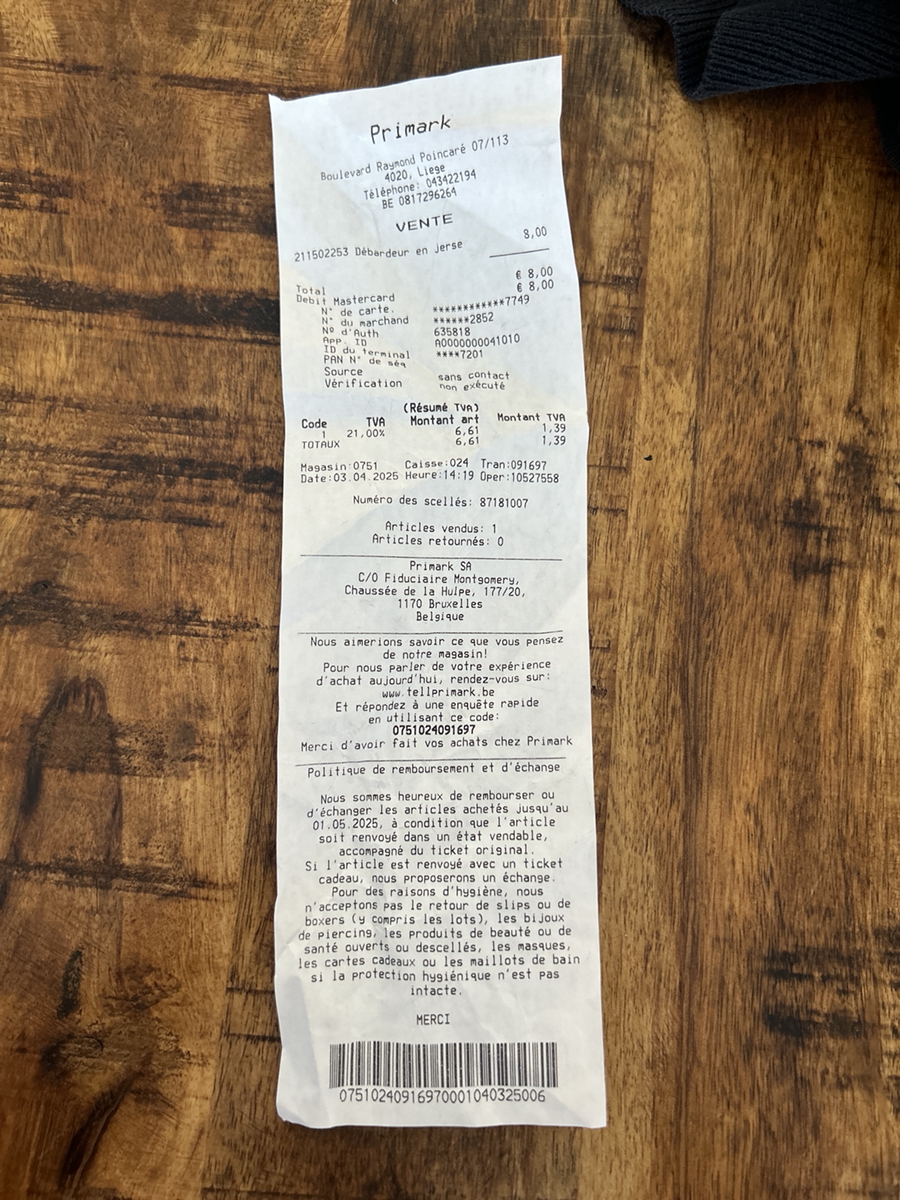 Primark
Boulevard Raymond Poincaré 07/113
4020, Liege
Téléphone: 043422194
BE 0817296264
VENTE
211502253 Débardeur en jerse 8,00
Total € 8,00
Debit Mastercard € 8,00
N° de carte. ************7749
N° du marchand ******2852
Nº d'Auth 635818
App. ID A0000000041010
ID du terminal ****7201
PAN N° de séq
Source sans contact
Vérification non exécuté
(Résumé TVA)
Code TVA Montant art Montant TVA
1 21,00% 6,61 1,39
TOTAUX 6,61 1,39
Magasin:0751 Caisse:024 Tran:091697
Date:03.04.2025 Heure:14:19 Oper:10527558
Numéro des scellés: 87181007
Articles vendus: 1
Articles retournés: 0
Primark SA
C/O Fiduciaire Montgomery,
Chaussée de la Hulpe, 177/20,
1170 Bruxelles
Belgique
Nous aimerions savoir ce que vous pensez
de notre magasin!
Pour nous parler de votre expérience
d'achat aujourd'hui, rendez-vous sur:
www.tellprimark.be
Et répondez à une enquête rapide
en utilisant ce code:
0751024091697
Merci d'avoir fait vos achats chez Primark
Politique de remboursement et d'échange
Nous sommes heureux de rembourser ou
d'échanger les articles achetés jusqu'au
01.05.2025, à condition que l'article
soit renvoyé dans un état vendable,
accompagné du ticket original.
Si l'article est renvoyé avec un ticket
cadeau, nous proposerons un échange.
Pour des raisons d'hygiène, nous
n'acceptons pas le retour de slips ou de
boxers (y compris les lots), les bijoux
de piercing, les produits de beauté ou de
santé ouverts ou descellés, les masques,
les cartes cadeaux ou les maillots de bain
si la protection hygiénique n'est pas
intacte.
MERCI
07510240916970001040325006